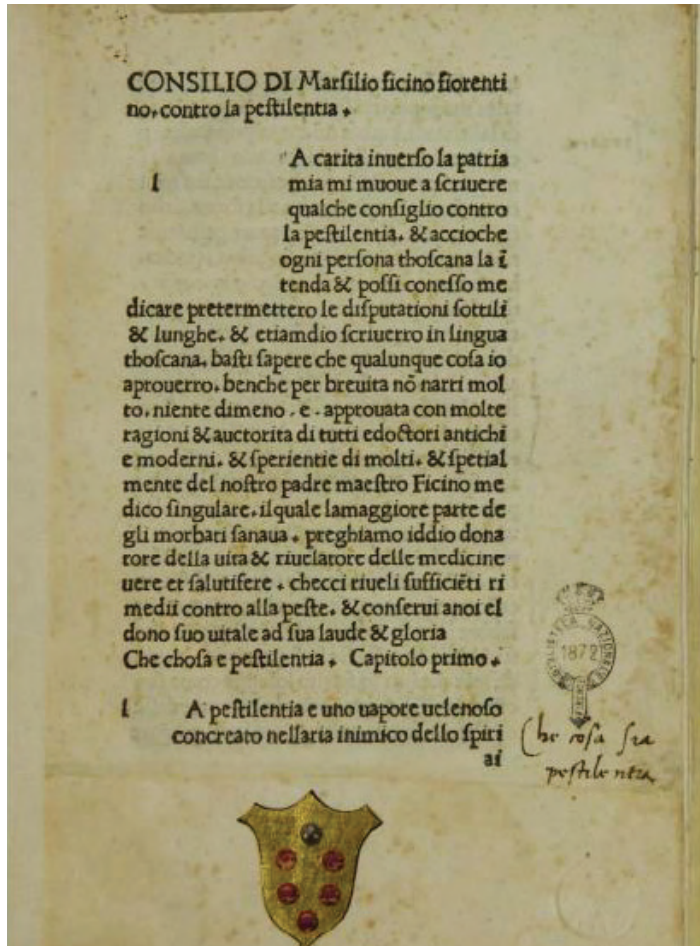 CONSILIO DI Marſilio ficino fiorenti
no. contro la peſtilentia.
A carita inuerſo la patria
l mia mi muoue a ſcriuere
qualche conſiglio contro
la peſtilentia. & accioche
ogni perſona thoſcana la ī
tenda & poſſi coneſſo me
dicare pretermettero le diſputationi ſottili
& lunghe. & etiamdio ſcriuerro in lingua
thoſcana. baſti ſapere che qualunque coſa io
aprouerro. benche per breuita nō narri mol
to. niente dimeno. e. approuata con molte
ragioni & auctorita di tutti edoctori antichi
e moderni. & ſperientie di molti. & ſpetial
mente del noſtro padre maeſtro Ficino me
dico ſingulare. ilquale lamaggiore parte de
gli morbati ſanaua. preghiamo iddio dona
tore della uita & riuelatore delle medicine
uere et ſalutifere. checci riueli ſufficiēti ri
medii contro alla peſte. & conſerui anoi el
dono ſuo uitale ad ſua laude & gloria
Che choſa e peſtilentia. Capitolo primo.
l A peſtilentia e uno uapore uelenoſo
concreato nellaria inimico dello ſpiri
ai
1872
Che coſa ſia
peſtilentia